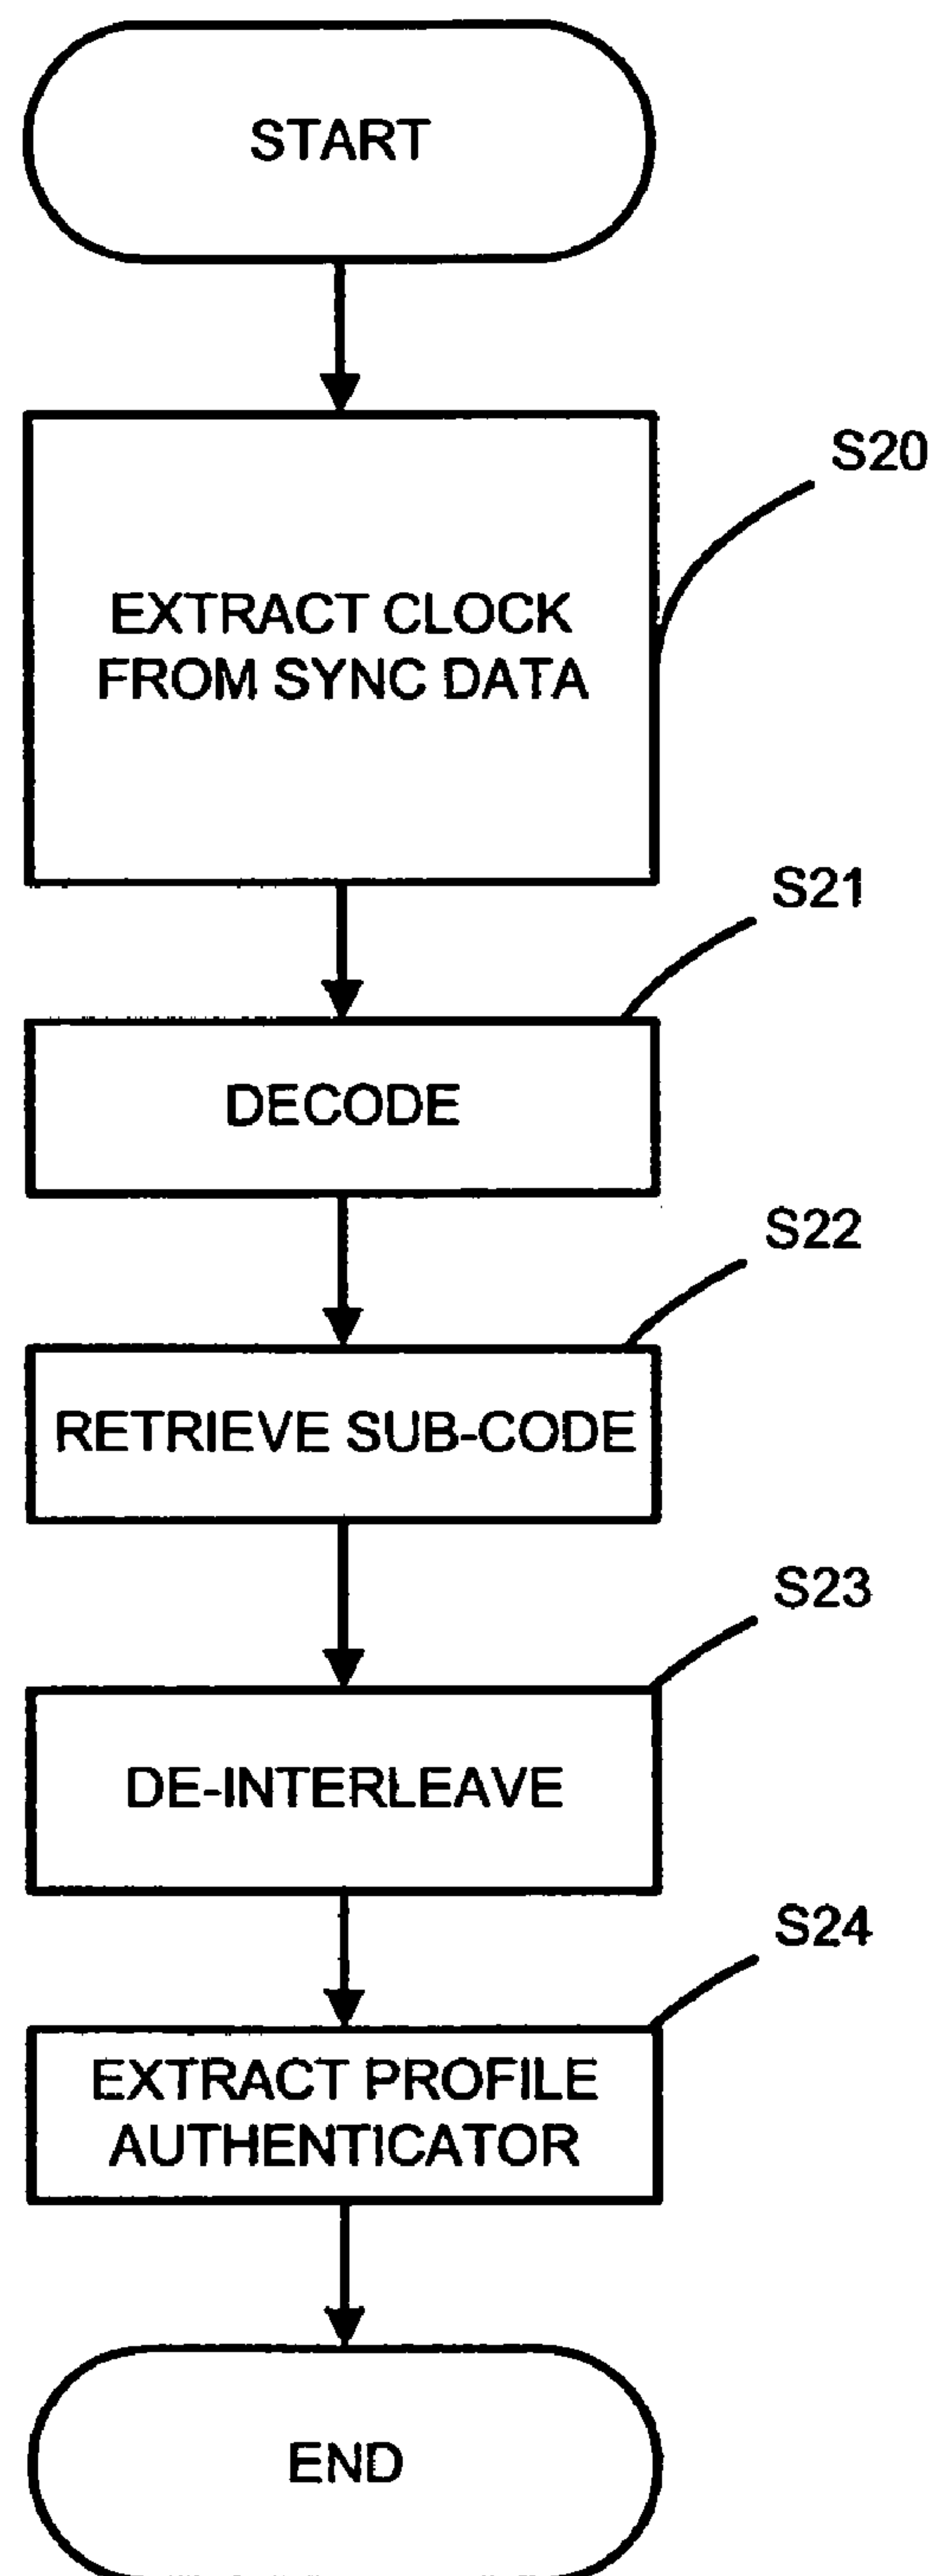 START
S20
EXTRACT CLOCK
FROM SYNC DATA
S21
DECODE
S22
RETRIEVE SUB-CODE
S23
DE-INTERLEAVE
S24
EXTRACT PROFILE
AUTHENTICATOR
END